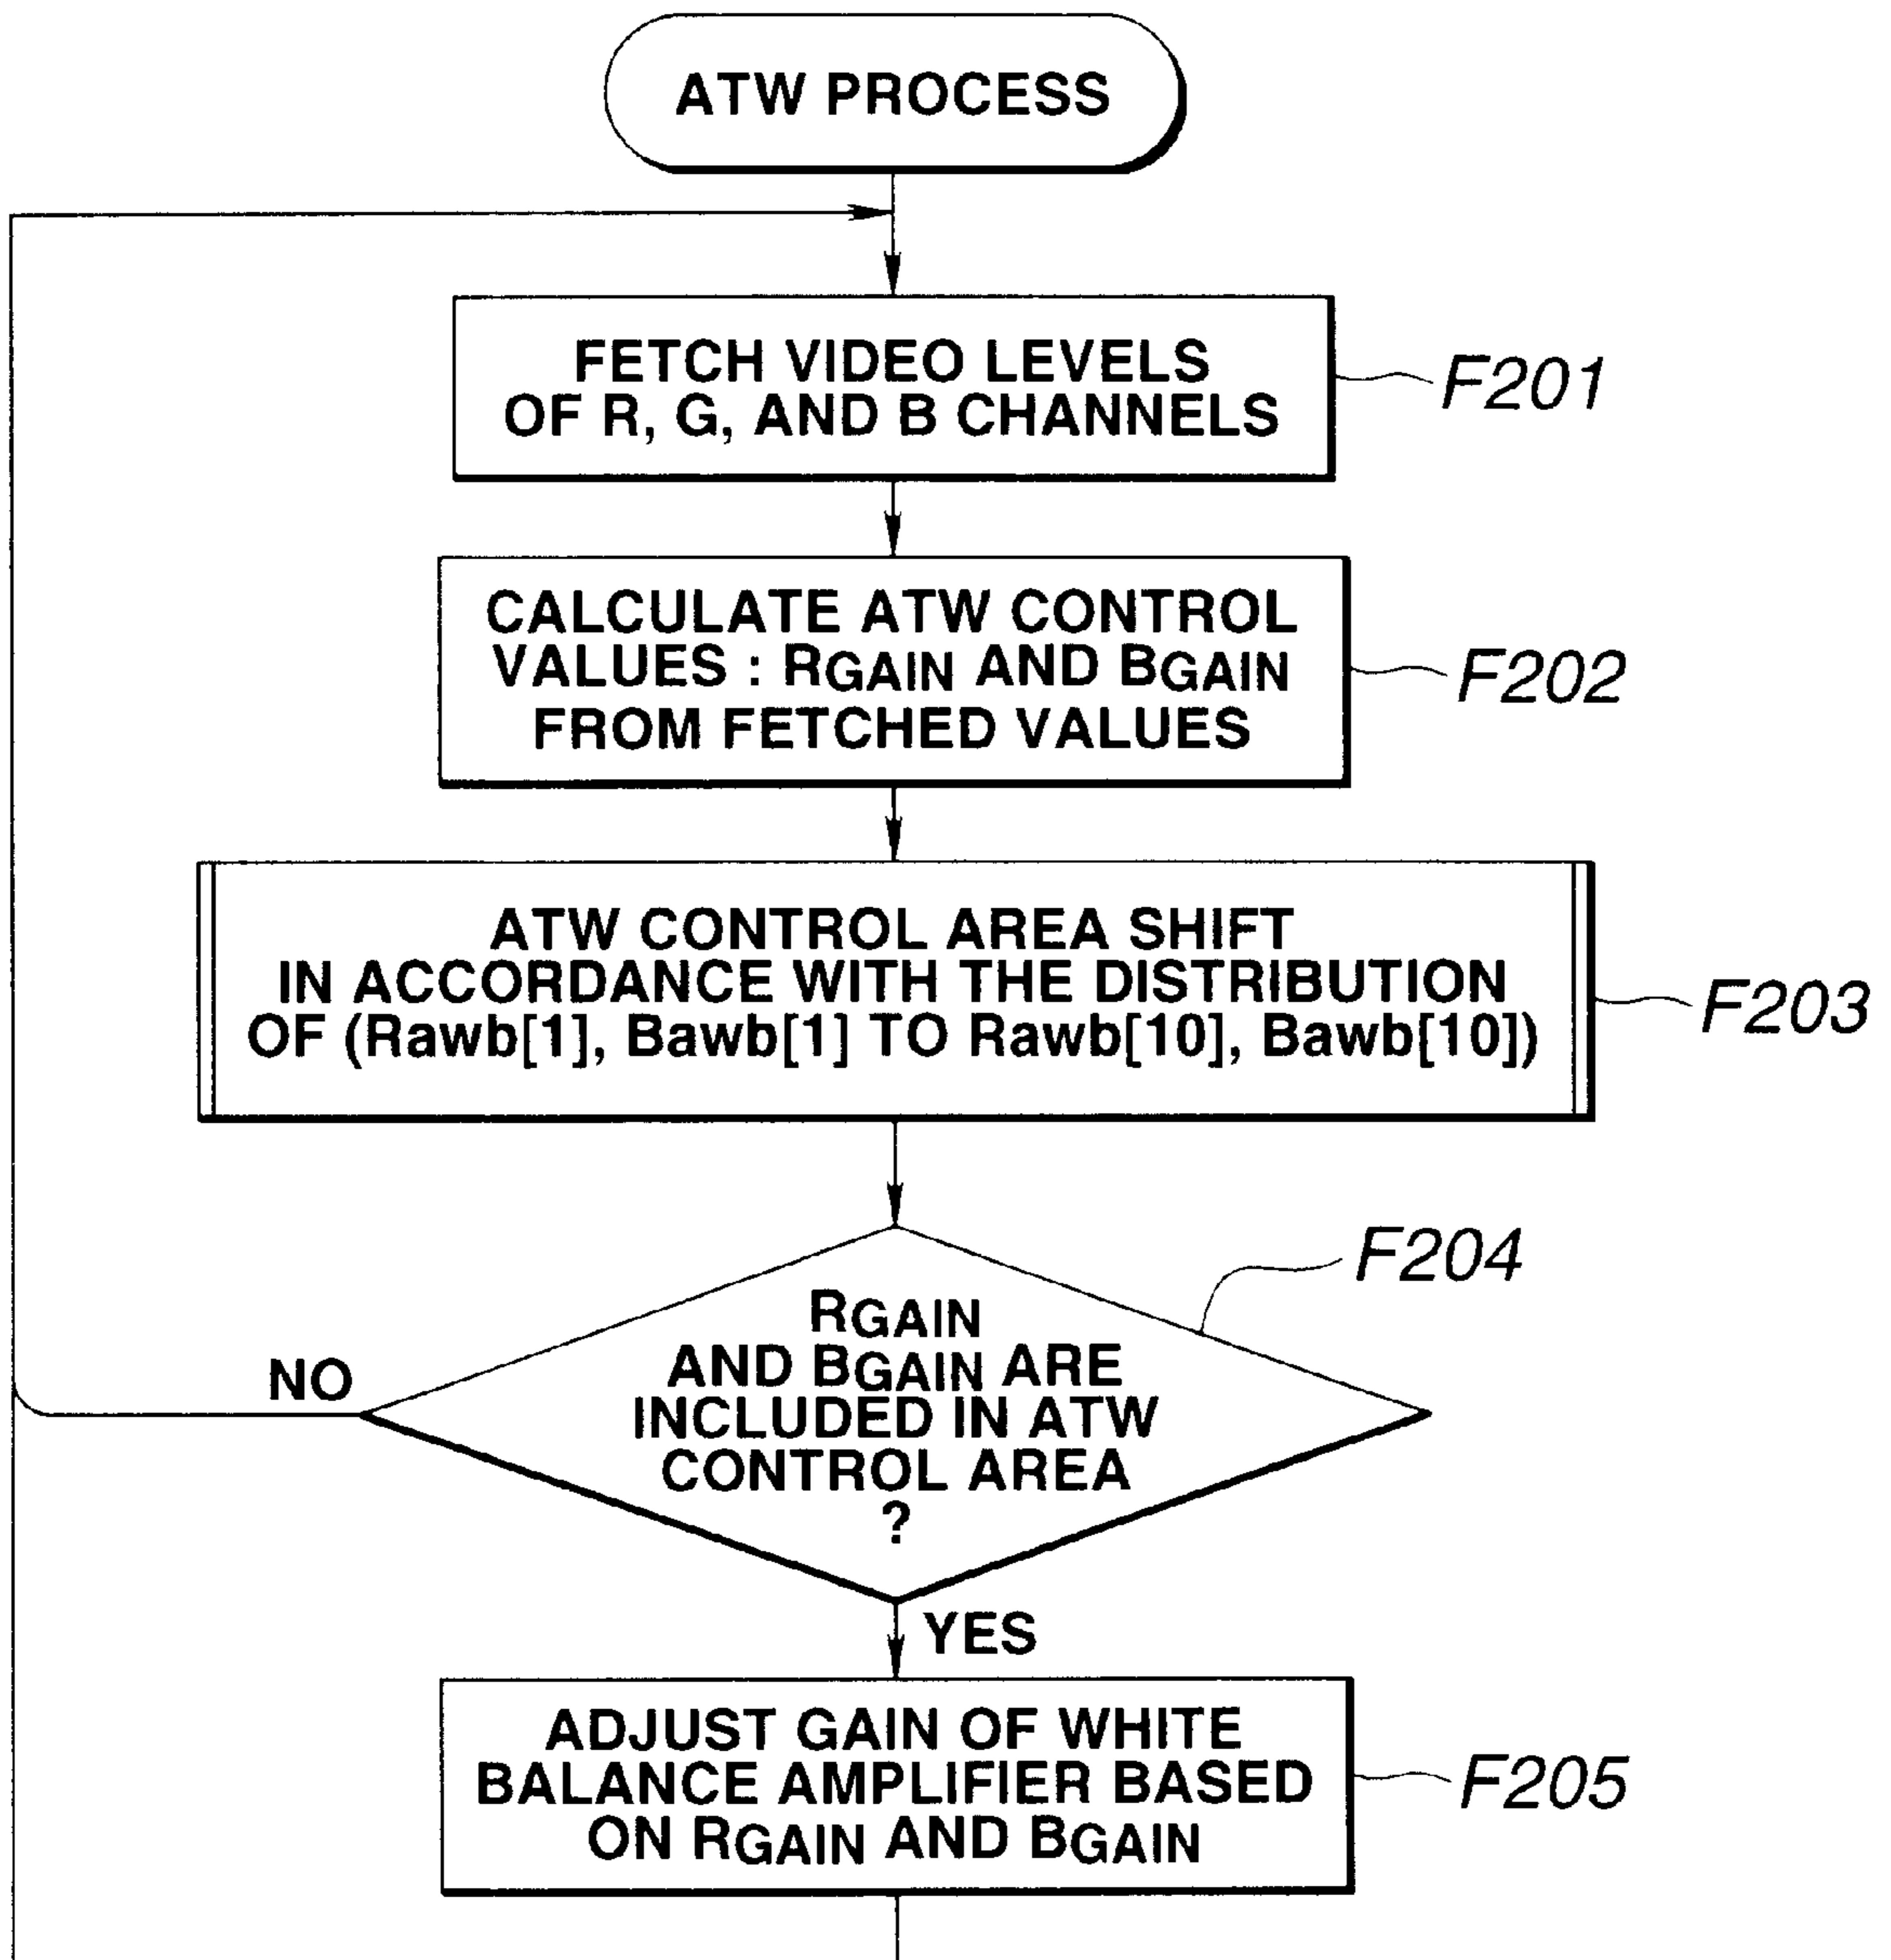 ATW PROCESS
FETCH VIDEO LEVELS
OF R, G, AND B CHANNELS
F201
CALCULATE ATW CONTROL
VALUES : RGAIN AND BGAIN
FROM FETCHED VALUES
F202
ATW CONTROL AREA SHIFT
IN ACCORDANCE WITH THE DISTRIBUTION
OF (Rawb[1], Bawb[1] TO Rawb[10], Bawb[10])
F203
F204
RGAIN
AND BGAIN ARE
INCLUDED IN ATW
CONTROL AREA
?
NO
YES
ADJUST GAIN OF WHITE
BALANCE AMPLIFIER BASED
ON RGAIN AND BGAIN
F205